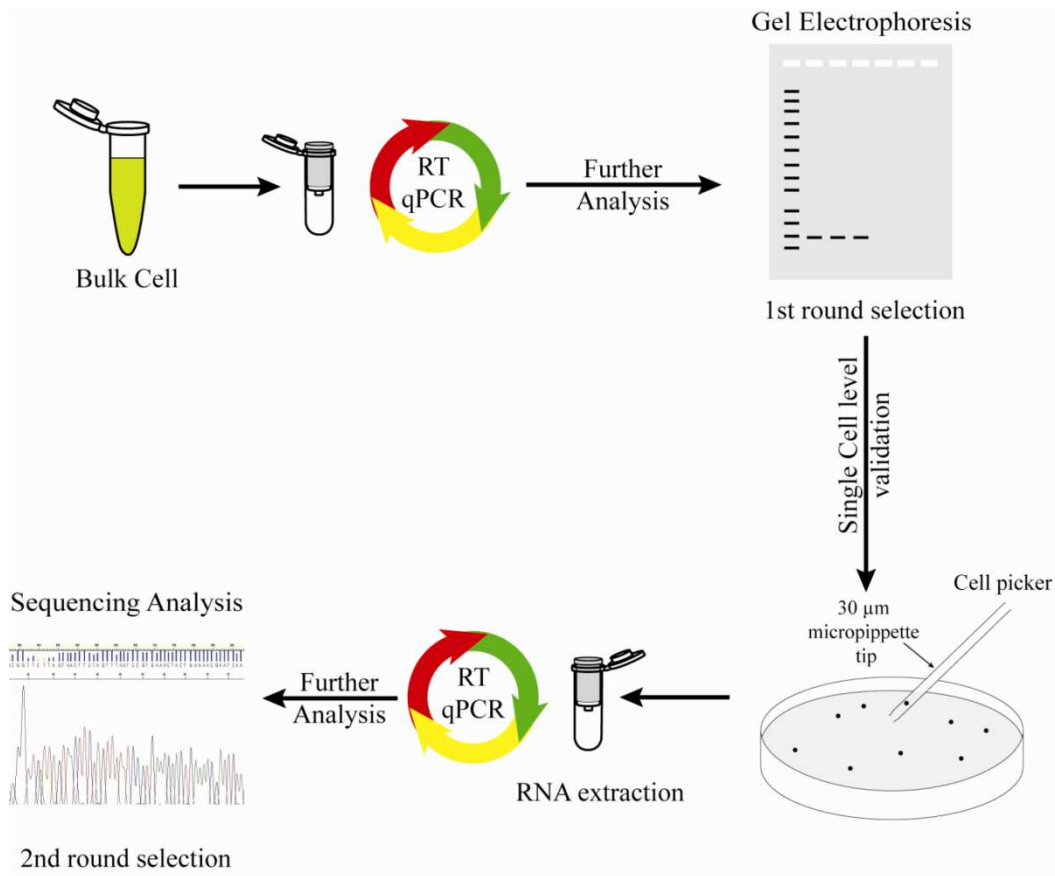 Gel Electrophoresis
RT
qPCR
Further
Analysis
Bulk Cell
1st round selection
Single Cell level
validation
Cell picker
30 µm
micropippette
tip
Sequencing Analysis
RT
qPCR
Further
Analysis
RNA extraction
2nd round selection